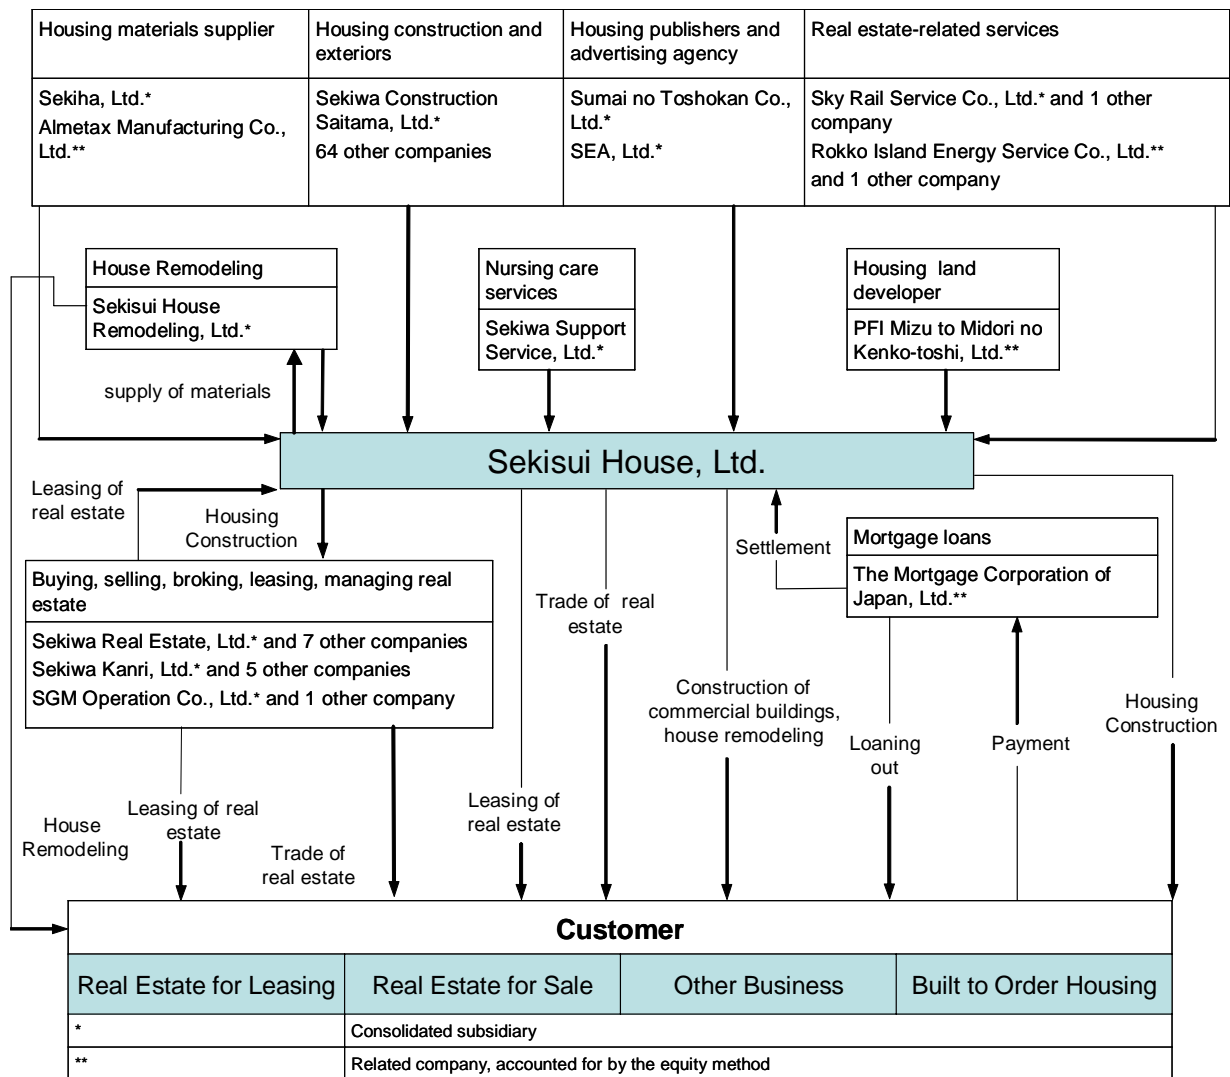 Housing materials supplier
Housing construction and
exteriors
Housing publishers and
advertising agency
Real estate-related services
Sekiha, Ltd.*
Almetax Manufacturing Co.,
Ltd.**
Sekiwa Construction
Saitama, Ltd.*
64 other companies
Sumai no Toshokan Co.,
Ltd.*
SEA, Ltd.*
Sky Rail Service Co., Ltd.* and 1 other
company
Rokko Island Energy Service Co., Ltd.**
and 1 other company
House Remodeling
Sekisui House
Remodeling, Ltd.*
Nursing care
services
Sekiwa Support
Service, Ltd.*
Housing land
developer
PFI Mizu to Midori no
Kenko-toshi, Ltd.**
supply of materials
Sekisui House, Ltd.
Leasing of
real estate
Housing
Construction
Settlement
Mortgage loans
The Mortgage Corporation of
Japan, Ltd.**
Buying, selling, broking, leasing, managing real
estate
Sekiwa Real Estate, Ltd.* and 7 other companies
Sekiwa Kanri, Ltd.* and 5 other companies
SGM Operation Co., Ltd.* and 1 other company
Trade of real
estate
Construction of
commercial buildings,
house remodeling
Loaning
out
Payment
Housing
Construction
House
Remodeling
Leasing of real
estate
Trade of
real estate
Leasing of
real estate
Customer
Real Estate for Leasing
Real Estate for Sale
Other Business
Built to Order Housing
*
Consolidated subsidiary
**
Related company, accounted for by the equity method